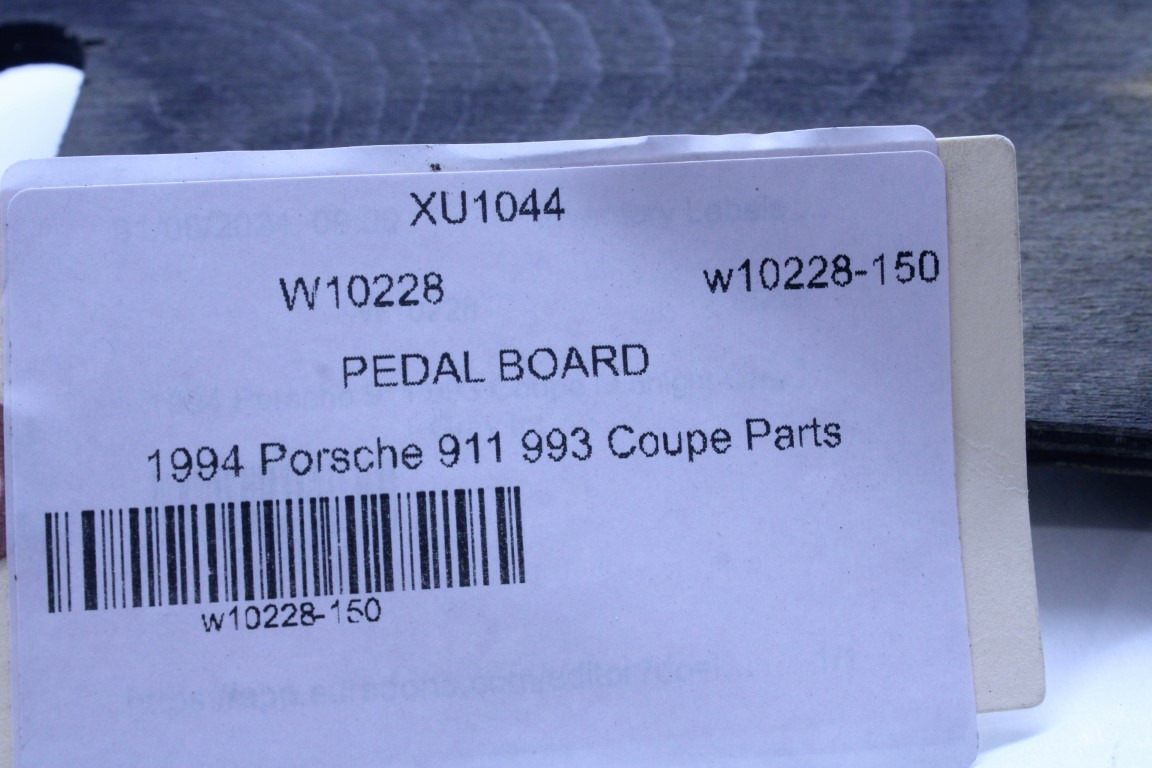 XU1044
W10228 w10228-150
PEDAL BOARD
1994 Porsche 911 993 Coupe Parts
w10228-150